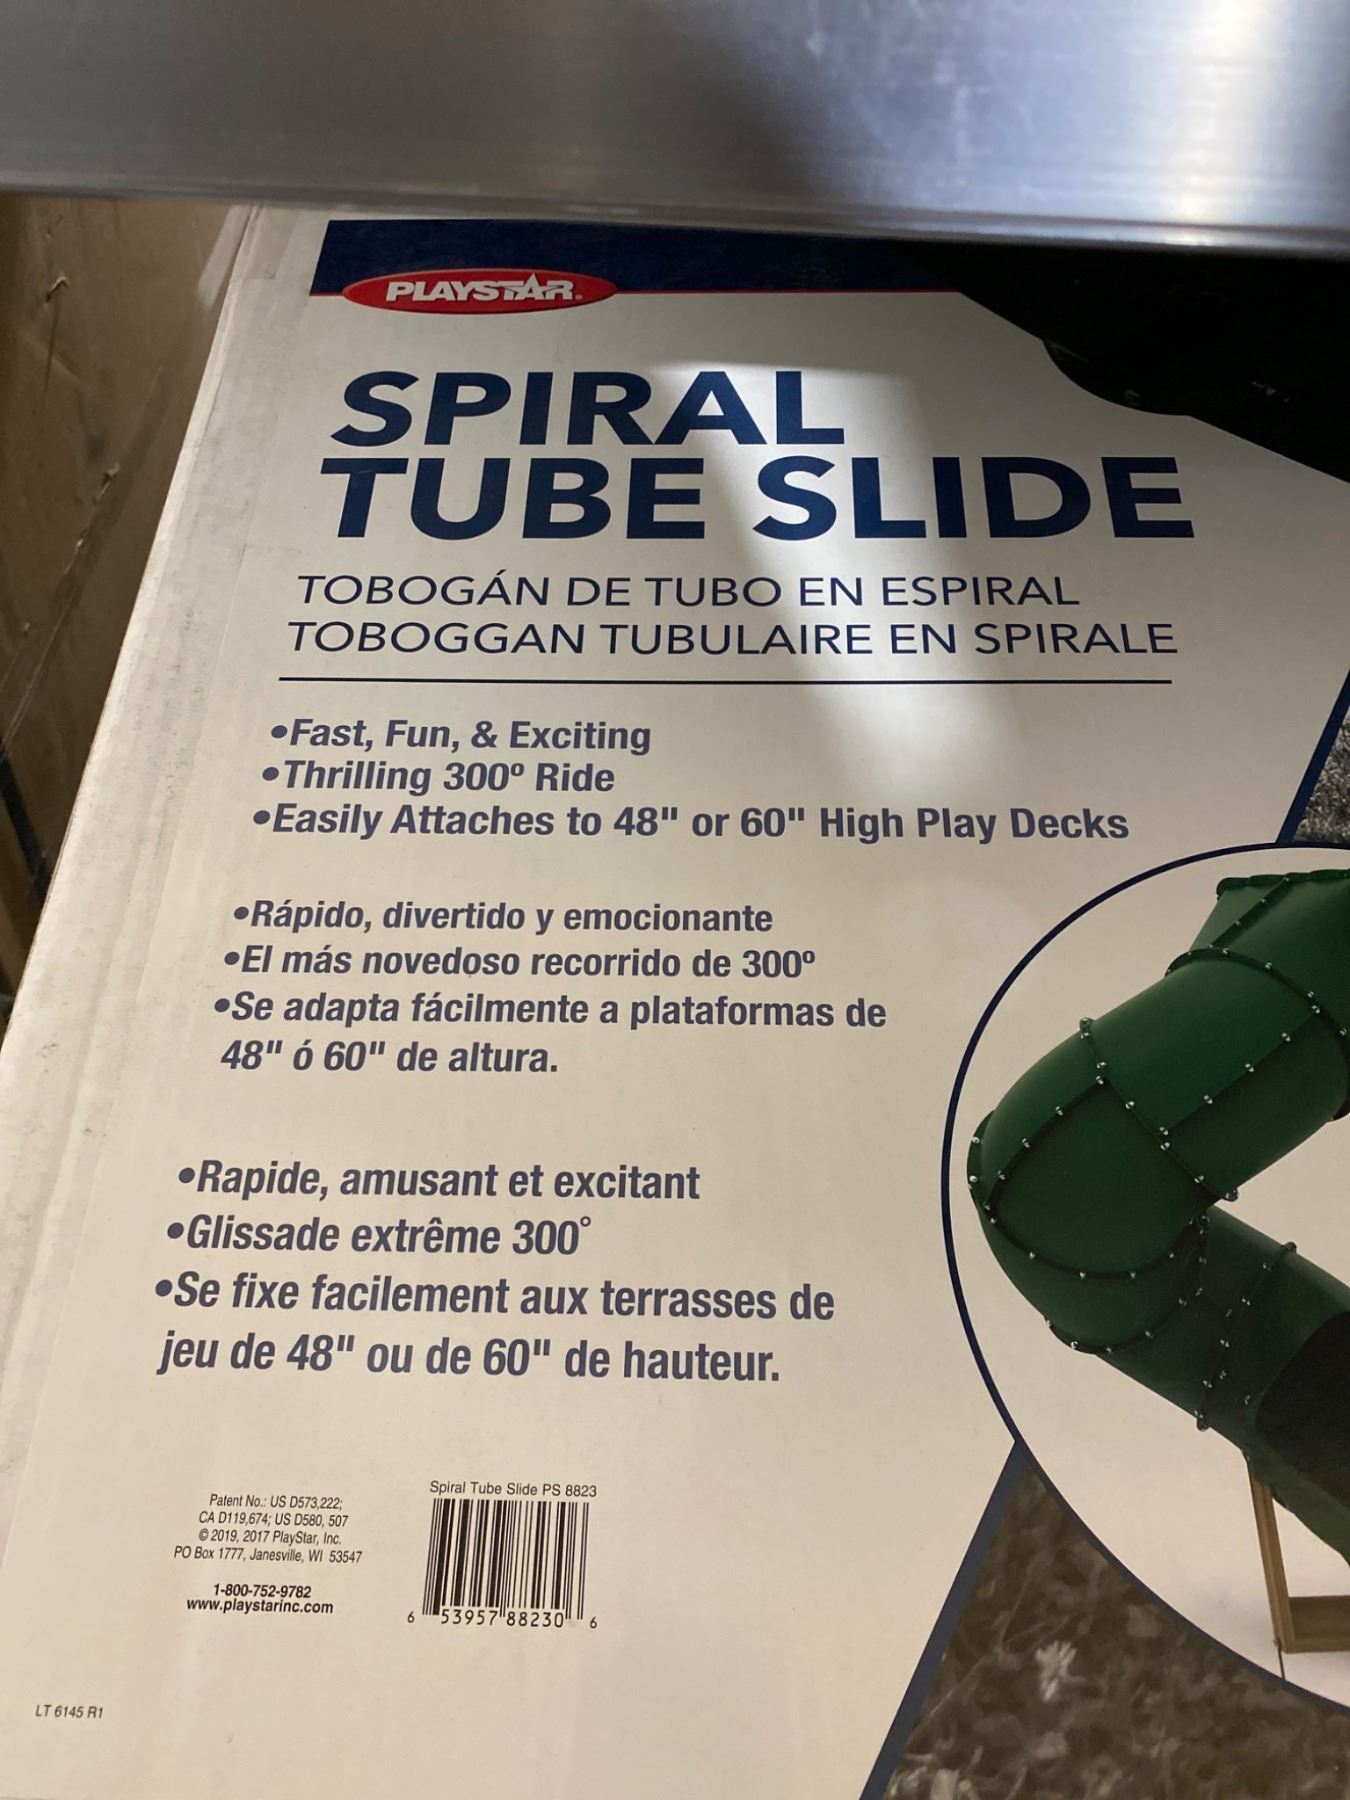 PLAYSTAR®
SPIRAL
TUBE SLIDE
TOBOGÁN DE TUBO EN ESPIRAL
TOBOGGAN TUBULAIRE EN SPIRALE
•Fast, Fun, & Exciting
•Thrilling 300º Ride
•Easily Attaches to 48" or 60" High Play Decks
•Rápido, divertido y emocionante
•El más novedoso recorrido de 300º
•Se adapta fácilmente a plataformas de
48" ó 60" de altura.
•Rapide, amusant et excitant
•Glissade extrême 300°
•Se fixe facilement aux terrasses de
jeu de 48" ou de 60" de hauteur.
Patent No.: US D573,222;
CA D119,674; US D580, 507
© 2019, 2017 PlayStar, Inc.
PO Box 1777, Janesville, WI 53547
1-800-752-9782
www.playstarinc.com
Spiral Tube Slide PS 8823
6 53957 88230 6
LT 6145 R1